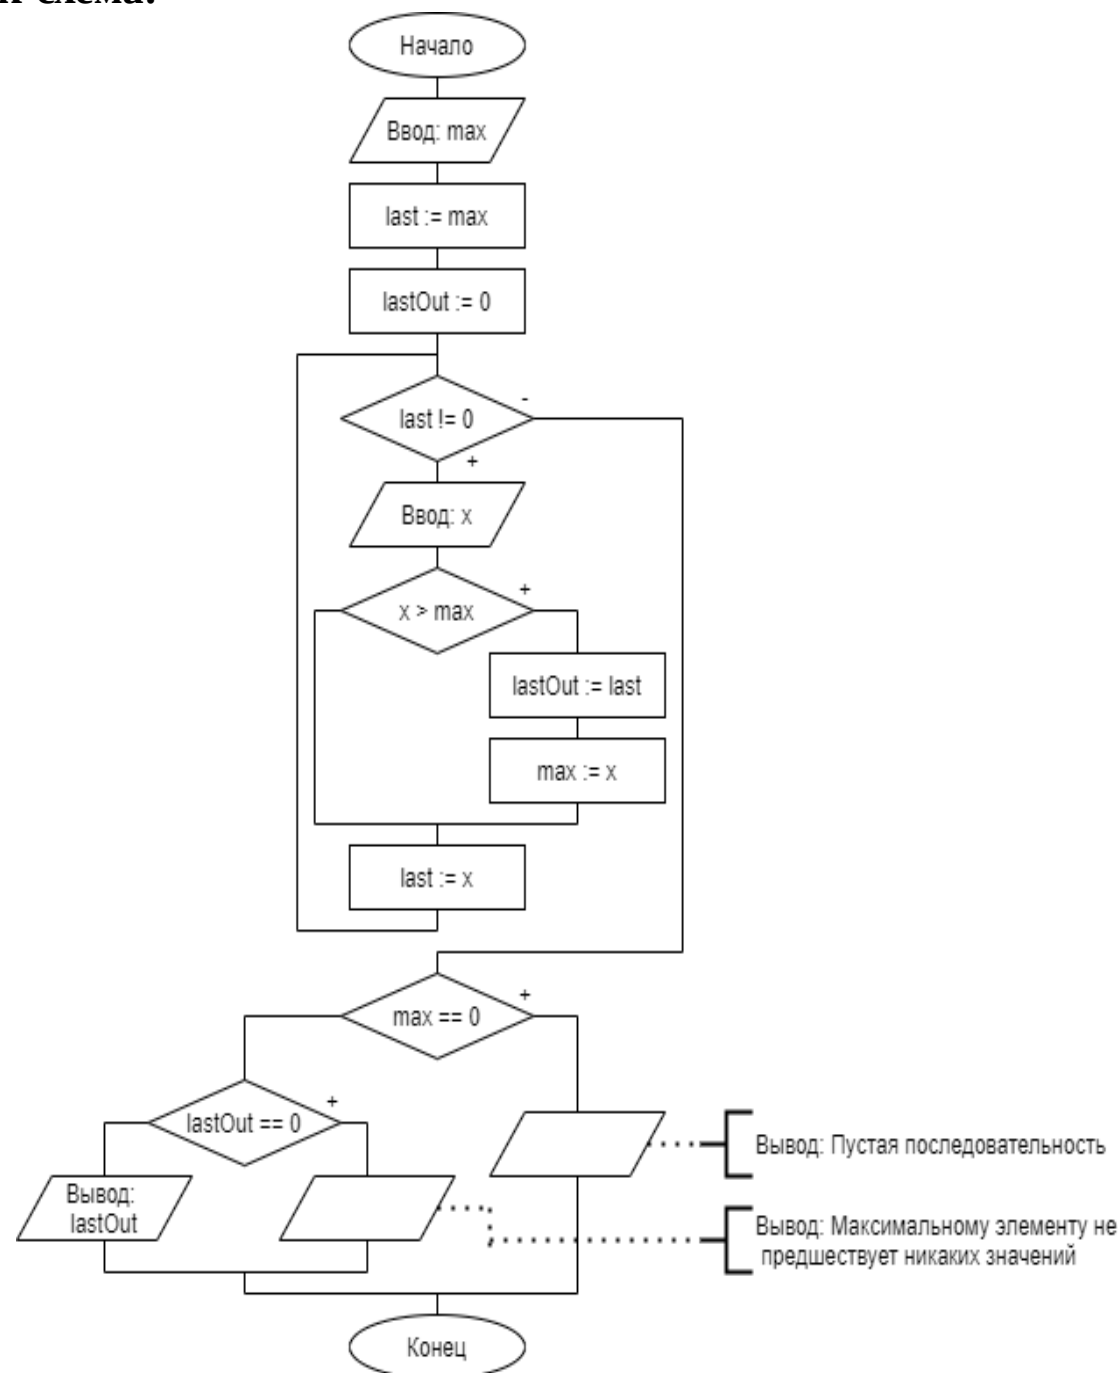 схема:
Начало
Ввод: max
last := max
lastOut := 0
last != 0
-
+
Ввод: x
x > max
+
lastOut := last
max := x
last := x
max == 0
+
lastOut == 0
+
Вывод: Пустая последовательность
Вывод:
lastOut
Вывод: Максимальному элементу не
предшествует никаких значений
Конец